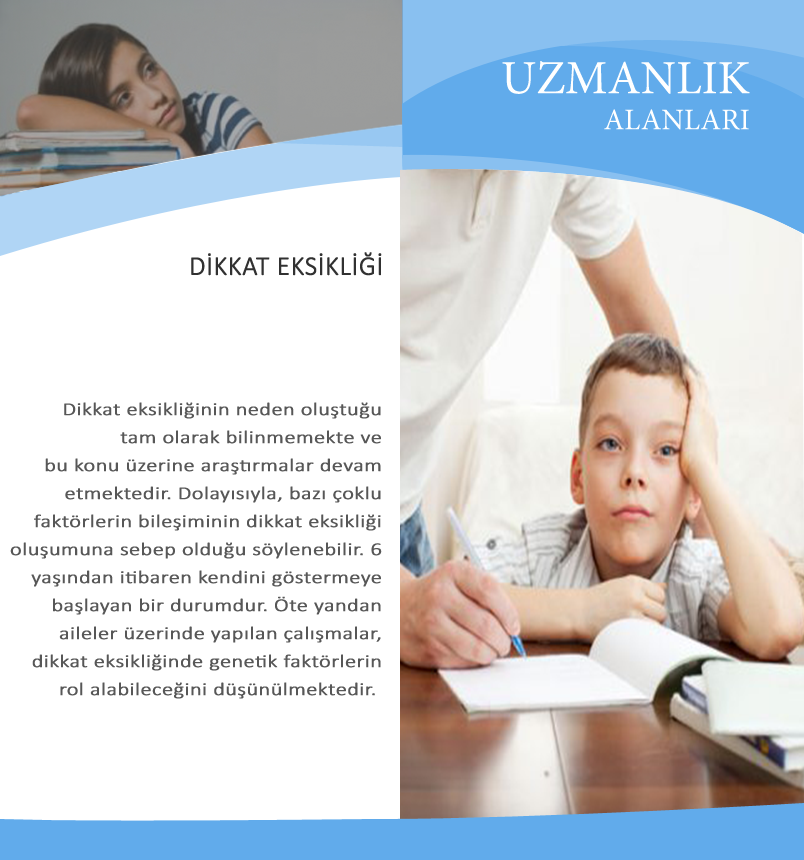 UZMANLIK
ALANLARI
DİKKAT EKSİKLİĞİ
Dikkat eksikliğinin neden oluştuğu
tam olarak bilinmemekte ve
bu konu üzerine araştırmalar devam
etmektedir. Dolayısıyla, bazı çoklu
faktörlerin bileşiminin dikkat eksikliği
oluşumuna sebep olduğu söylenebilir. 6
yaşından itibaren kendini göstermeye
başlayan bir durumdur. Öte yandan
aileler üzerinde yapılan çalışmalar,
dikkat eksikliğinde genetik faktörlerin
rol alabileceğini düşünülmektedir.